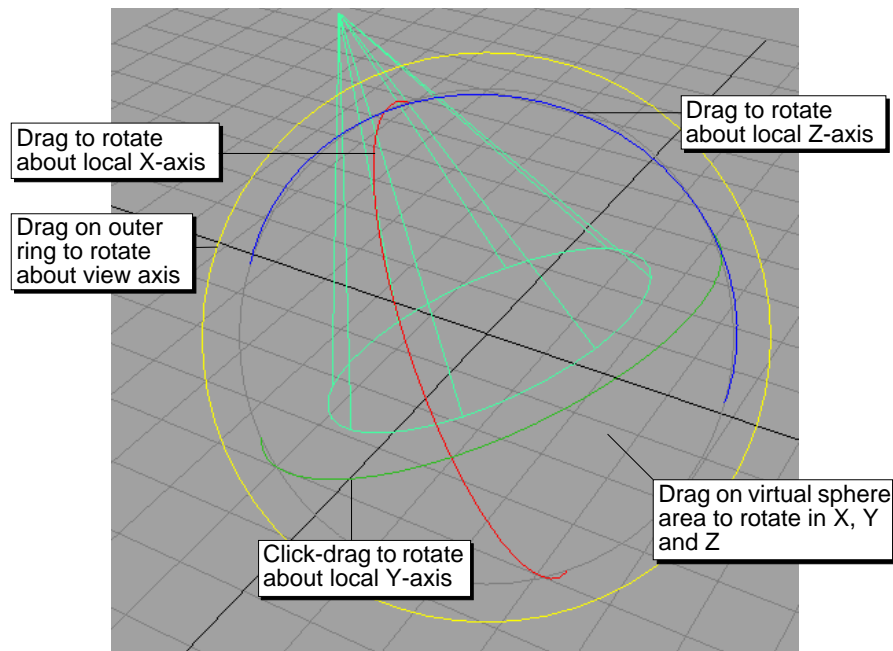 Drag to rotate
about local Z-axis
Drag to rotate
about local X-axis
Drag on outer
ring to rotate
about view axis
Drag on virtual sphere
area to rotate in X, Y
and Z
Click-drag to rotate
about local Y-axis